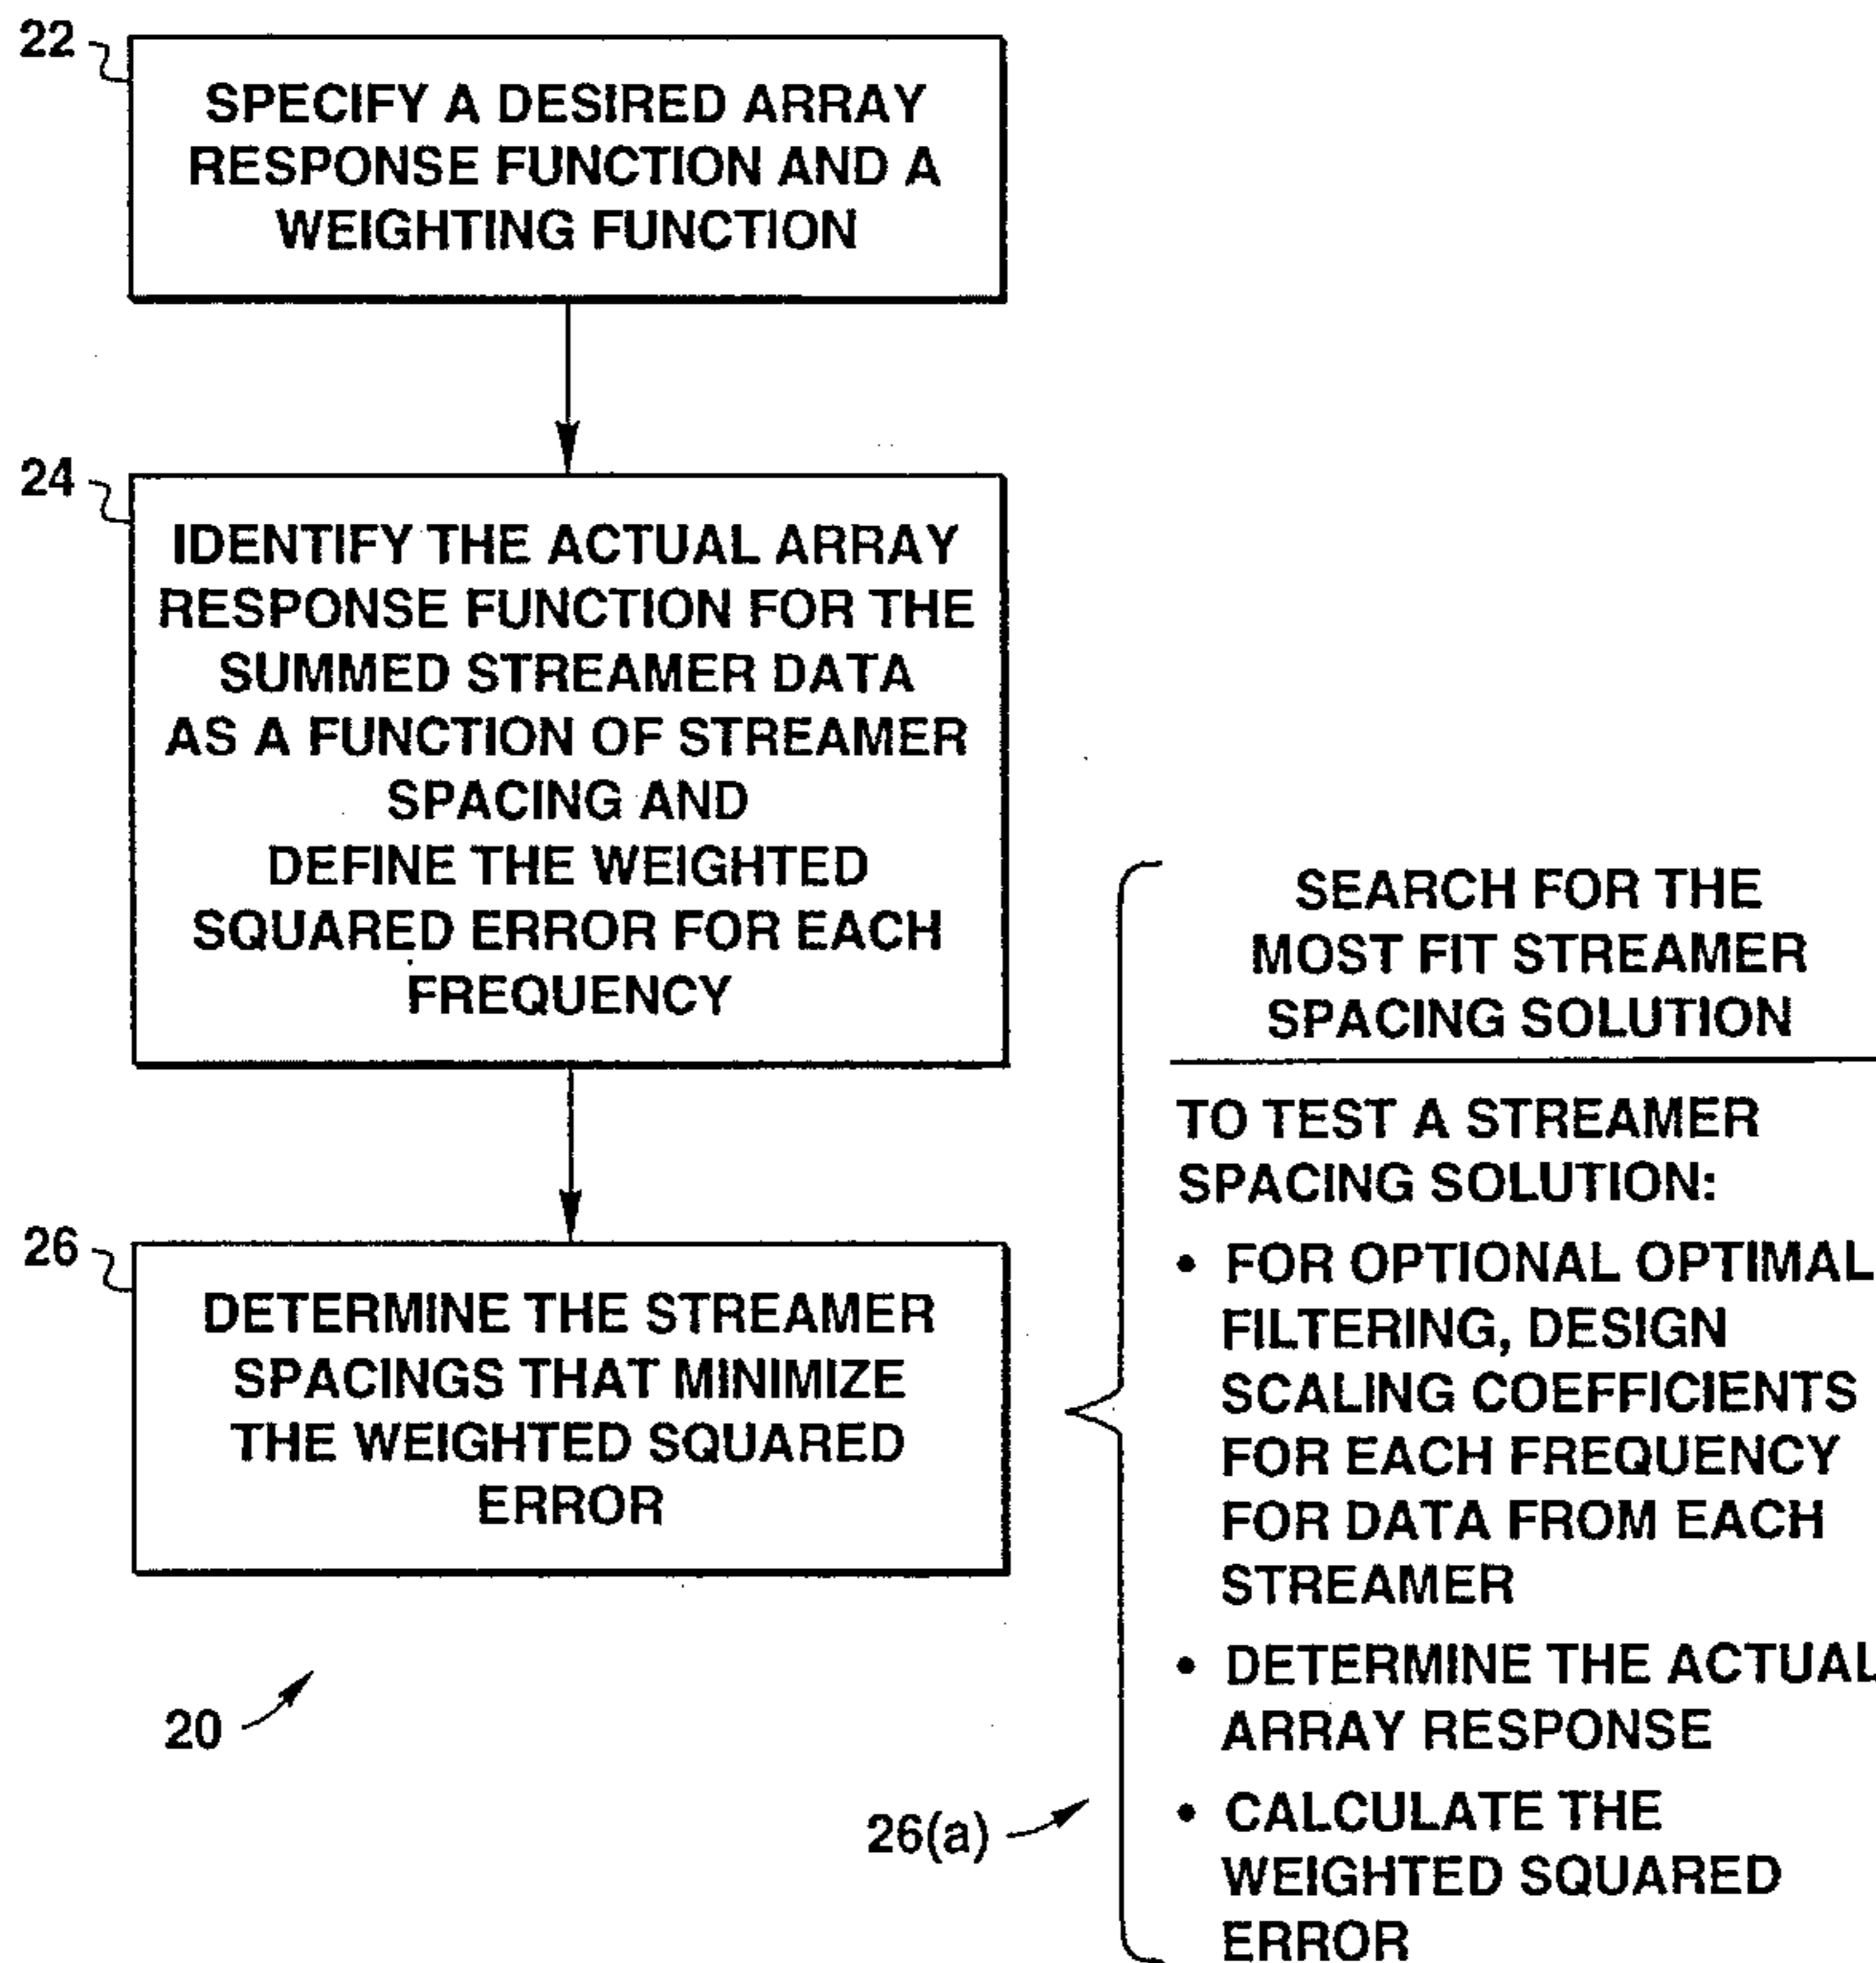 22
SPECIFY A DESIRED ARRAY
RESPONSE FUNCTION AND A
WEIGHTING FUNCTION
24
IDENTIFY THE ACTUAL ARRAY
RESPONSE FUNCTION FOR THE
SUMMED STREAMER DATA
AS A FUNCTION OF STREAMER
SPACING AND
DEFINE THE WEIGHTED
SQUARED ERROR FOR EACH
FREQUENCY
26
DETERMINE THE STREAMER
SPACINGS THAT MINIMIZE
THE WEIGHTED SQUARED
ERROR
20
26(a)
SEARCH FOR THE
MOST FIT STREAMER
SPACING SOLUTION
TO TEST A STREAMER
SPACING SOLUTION:
• FOR OPTIONAL OPTIMAL
FILTERING, DESIGN
SCALING COEFFICIENTS
FOR EACH FREQUENCY
FOR DATA FROM EACH
STREAMER
• DETERMINE THE ACTUAL
ARRAY RESPONSE
• CALCULATE THE
WEIGHTED SQUARED
ERROR